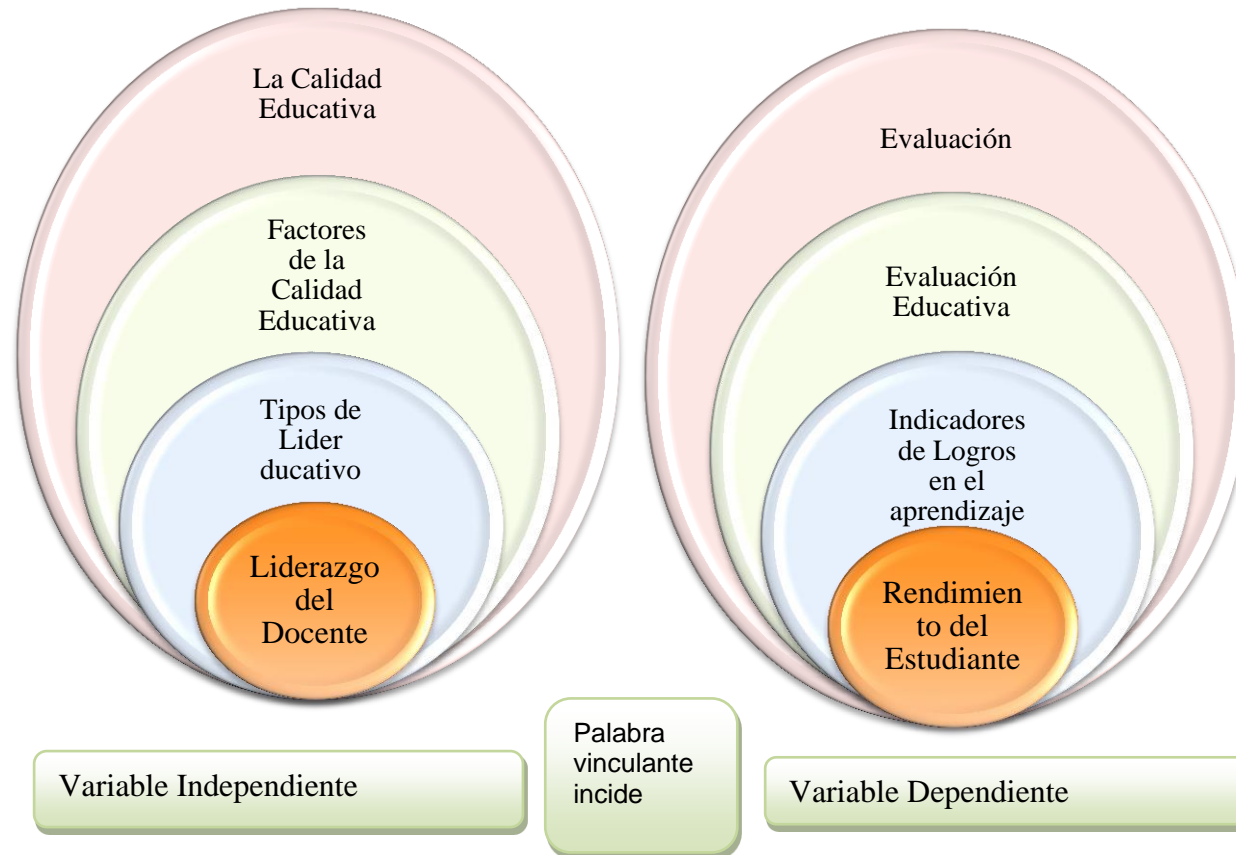 La Calidad
Educativa
Factores
de la
Calidad
Educativa
Tipos de
Lider
ducativo
Liderazgo
del
Docente
Evaluación
Evaluación
Educativa
Indicadores
de Logros
en el
aprendizaje
Rendimien
to del
Estudiante
Variable Independiente
Palabra
vinculante
incide
Variable Dependiente